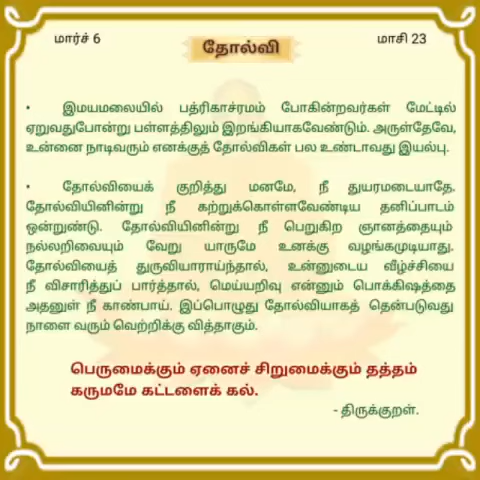 மார்ச் 6
தோல்வி
மாசி 23
• இமயமலையில் பத்ரிகாச்ரமம் போகின்றவர்கள் மேட்டில்
ஏறுவதுபோன்று பள்ளத்திலும் இறங்கியாகவேண்டும். அருள்தேவே,
உன்னை நாடிவரும் எனக்குத் தோல்விகள் பல உண்டாவது இயல்பு.
• தோல்வியைக் குறித்து மனமே, நீ துயரமடையாதே.
தோல்வியினின்று நீ கற்றுக்கொள்ளவேண்டிய தனிப்பாடம்
ஒன்றுண்டு. தோல்வியினின்று நீ பெறுகிற ஞானத்தையும்
நல்லறிவையும் வேறு யாருமே உனக்கு வழங்கமுடியாது.
தோல்வியைத் துருவியாராய்ந்தால், உன்னுடைய வீழ்ச்சியை
நீ விசாரித்துப் பார்த்தால், மெய்யறிவு என்னும் பொக்கிஷத்தை
அதனுள் நீ காண்பாய். இப்பொழுது தோல்வியாகத் தென்படுவது
நாளை வரும் வெற்றிக்கு வித்தாகும்.
பெருமைக்கும் ஏனைச் சிறுமைக்கும் தத்தம்
கருமமே கட்டளைக் கல்.
- திருக்குறள்.